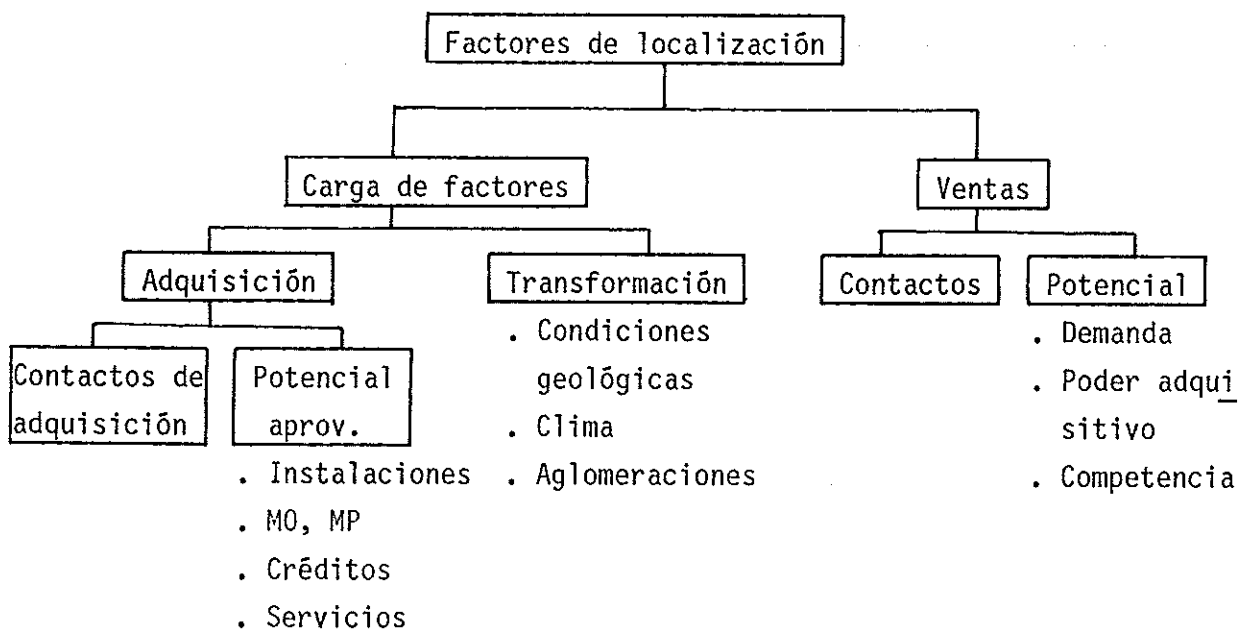 Factores de localización
Carga de factores
Ventas
Adquisición
Transformación
Contactos
Potencial
Contactos de
adquisición
Potencial
aprov.
. Instalaciones
. MO, MP
. Créditos
. Servicios
. Condiciones
geológicas
. Clima
. Aglomeraciones
. Demanda
. Poder adqui
sitivo
. Competencia